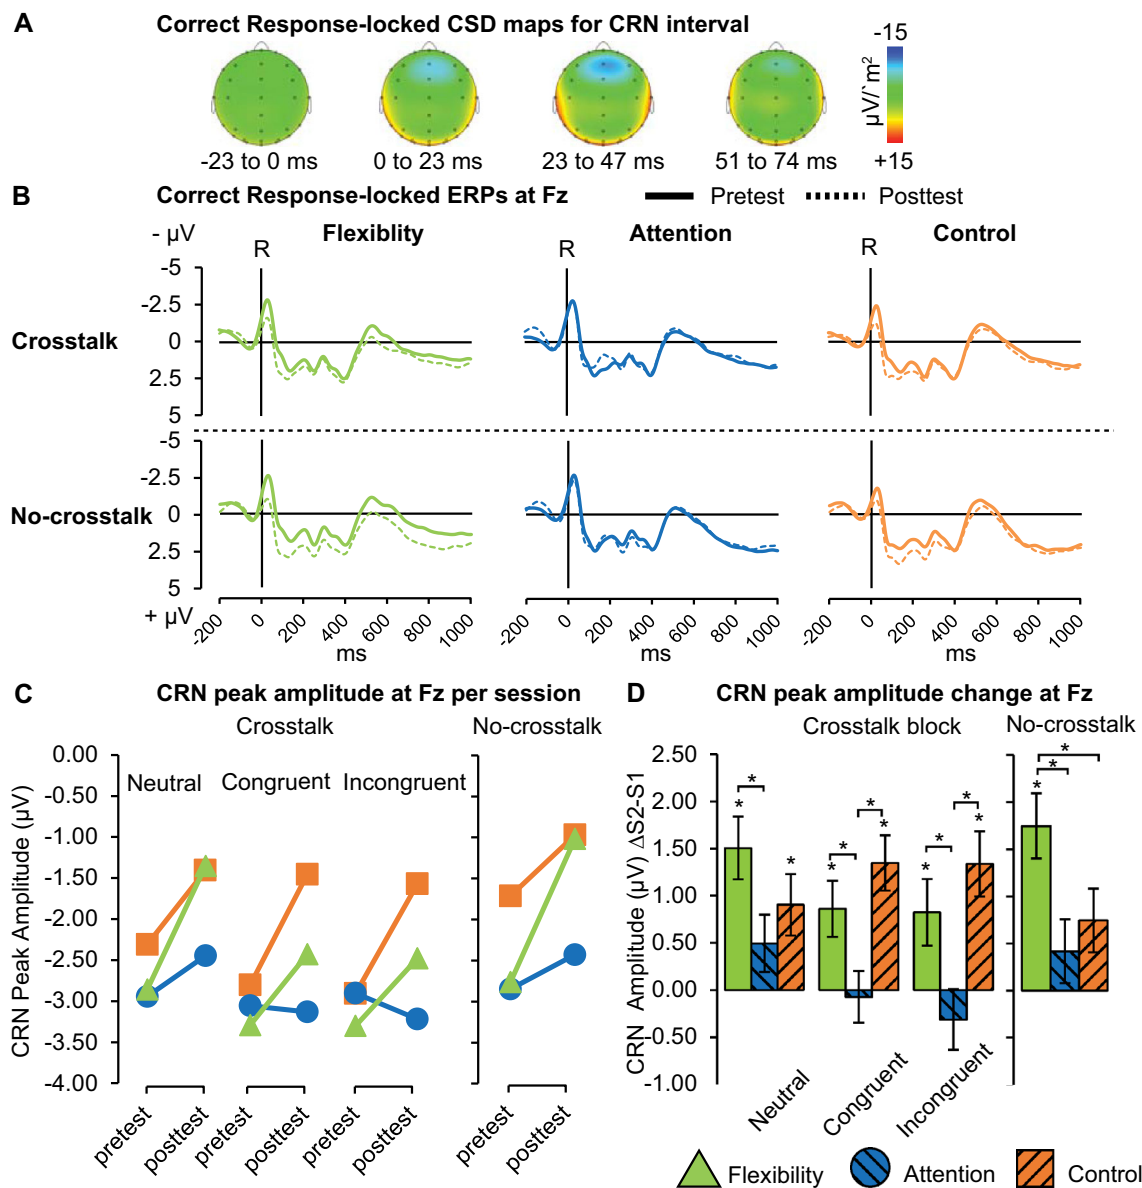 A Correct Response-locked CSD maps for CRN interval
-15
µV/`m²
+15
-23 to 0 ms 0 to 23 ms 23 to 47 ms 51 to 74 ms
B Correct Response-locked ERPs at Fz Pretest Posttest
- µV Flexiblity Attention Control
R R R
-5
-2.5
Crosstalk 0
2.5
5
-5
-2.5
No-crosstalk 0
2.5
5
+ µV
-200 0 200 400 600 800 1000 -200 0 200 400 600 800 1000 -200 0 200 400 600 800 1000
ms ms ms
C CRN peak amplitude at Fz per session
Crosstalk No-crosstalk
Neutral Congruent Incongruent
CRN Peak Amplitude (µV)
0.00
-0.50
-1.00
-1.50
-2.00
-2.50
-3.00
-3.50
-4.00
pretest posttest pretest posttest pretest posttest pretest posttest
D CRN peak amplitude change at Fz
Crosstalk block No-crosstalk
CRN Amplitude (µV) ΔS2-S1
2.50
2.00
1.50
1.00
0.50
0.00
-0.50
-1.00
* * * * * * * * * * * * *
Neutral Congruent Incongruent
Flexibility Attention Control